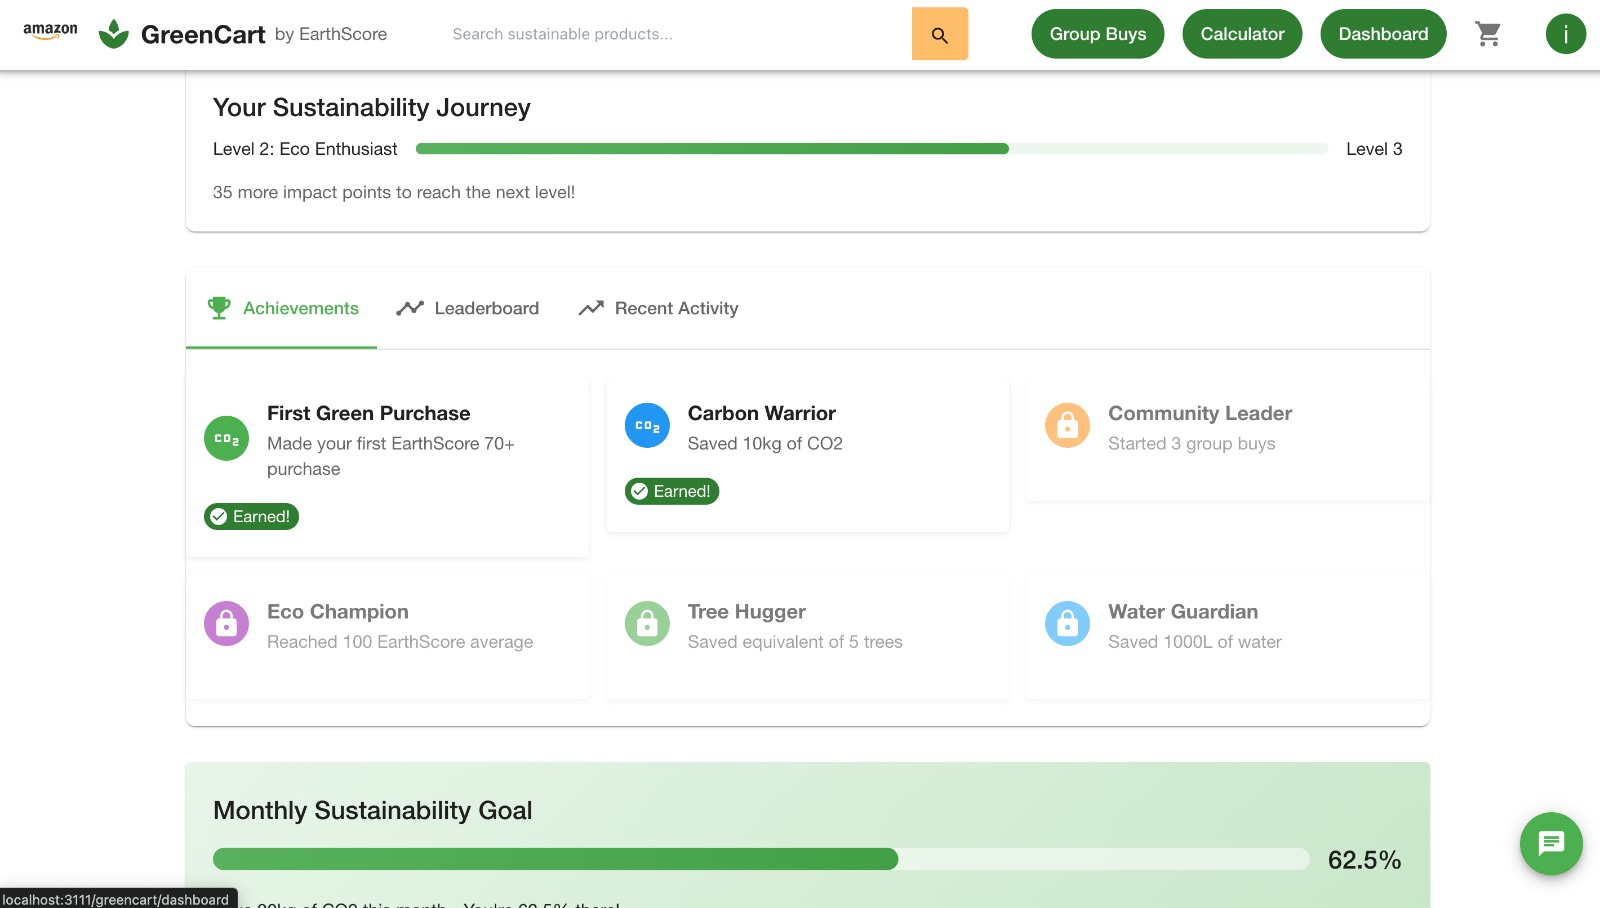 amazon
GreenCart by EarthScore
Search sustainable products...
Group Buys
Calculator
Dashboard
i
Your Sustainability Journey
Level 2: Eco Enthusiast
Level 3
35 more impact points to reach the next level!
Achievements
Leaderboard
Recent Activity
CO2
First Green Purchase
Made your first EarthScore 70+
purchase
Earned!
CO2
Carbon Warrior
Saved 10kg of CO2
Earned!
Community Leader
Started 3 group buys
Eco Champion
Reached 100 EarthScore average
Tree Hugger
Saved equivalent of 5 trees
Water Guardian
Saved 1000L of water
Monthly Sustainability Goal
62.5%
of CO2 this month - You're 62.5% there!
localhost:3111/greencart/dashboard